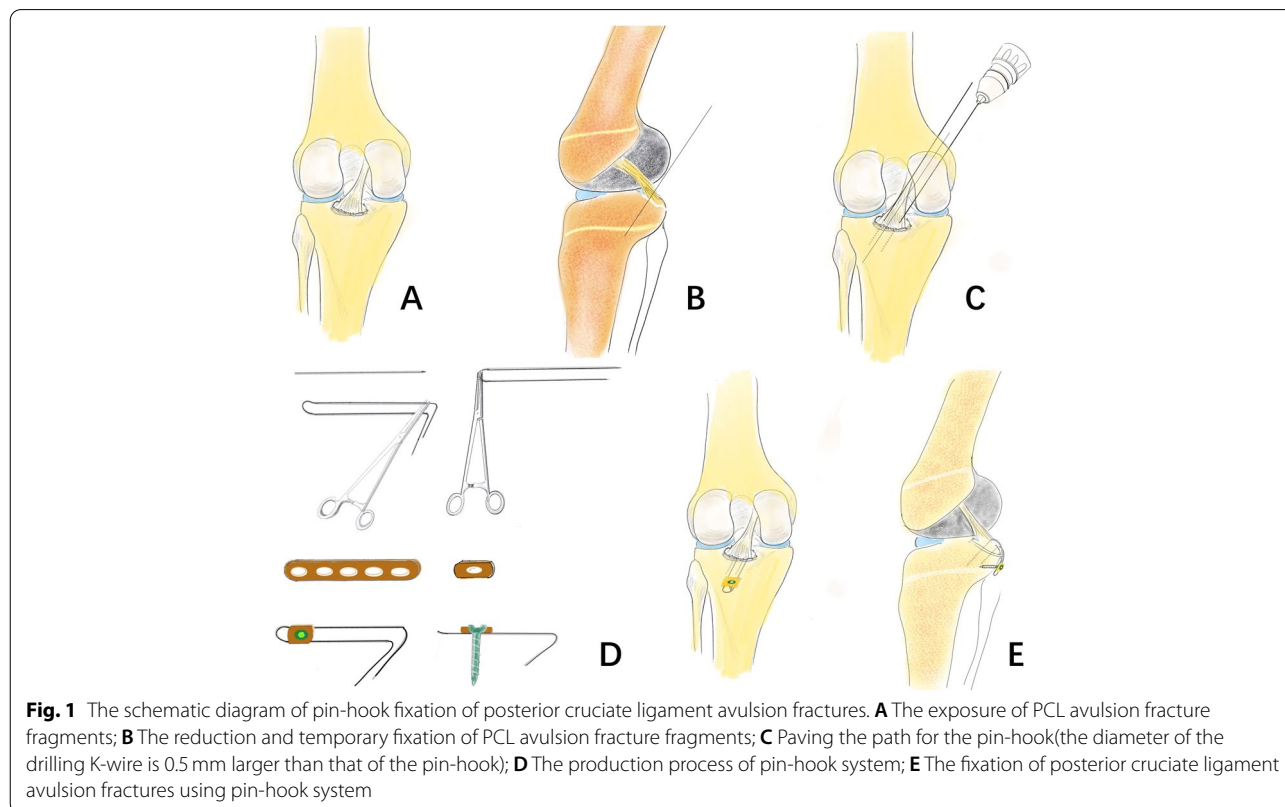 A
B
C
D
E
Fig. 1 The schematic diagram of pin-hook fixation of posterior cruciate ligament avulsion fractures. A The exposure of PCL avulsion fracture
fragments; B The reduction and temporary fixation of PCL avulsion fracture fragments; C Paving the path for the pin-hook(the diameter of the
drilling K-wire is 0.5 mm larger than that of the pin-hook); D The production process of pin-hook system; E The fixation of posterior cruciate ligament
avulsion fractures using pin-hook system